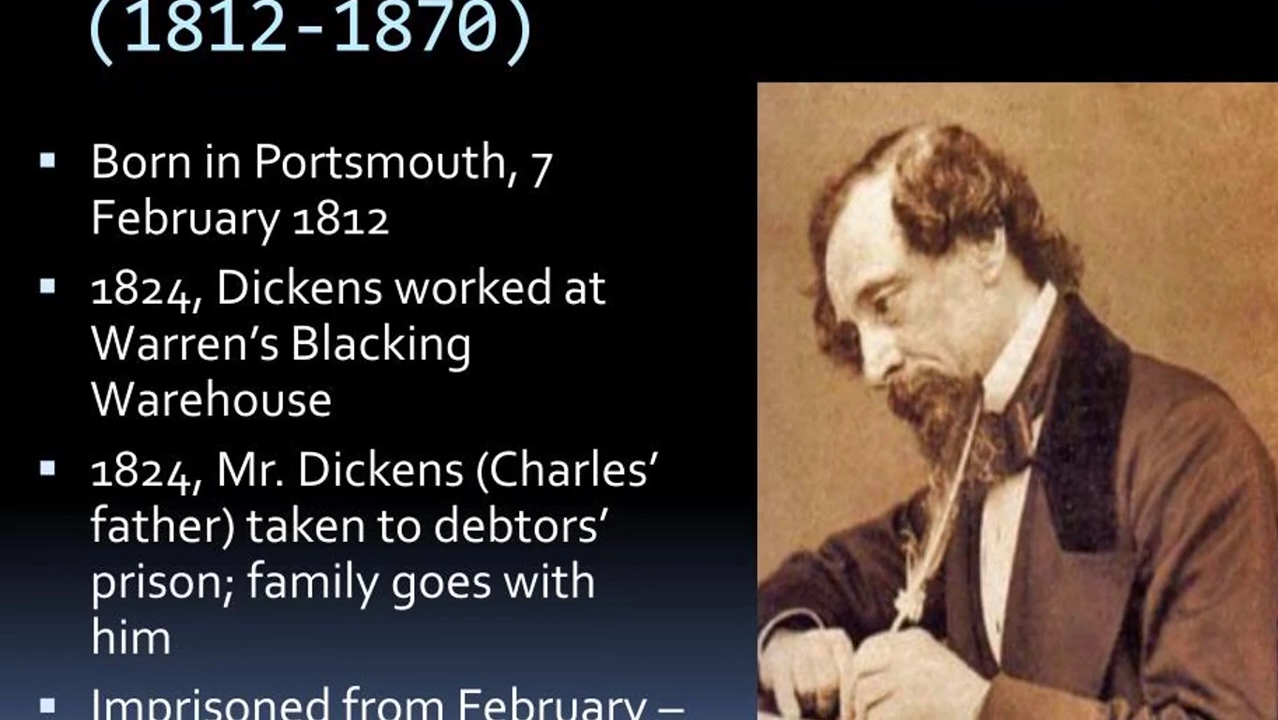 (1812-1870)
Born in Portsmouth, 7
February 1812
1824, Dickens worked at
Warren’s Blacking
Warehouse
1824, Mr. Dickens (Charles’
father) taken to debtors’
prison; family goes with
him
Imprisoned from February –